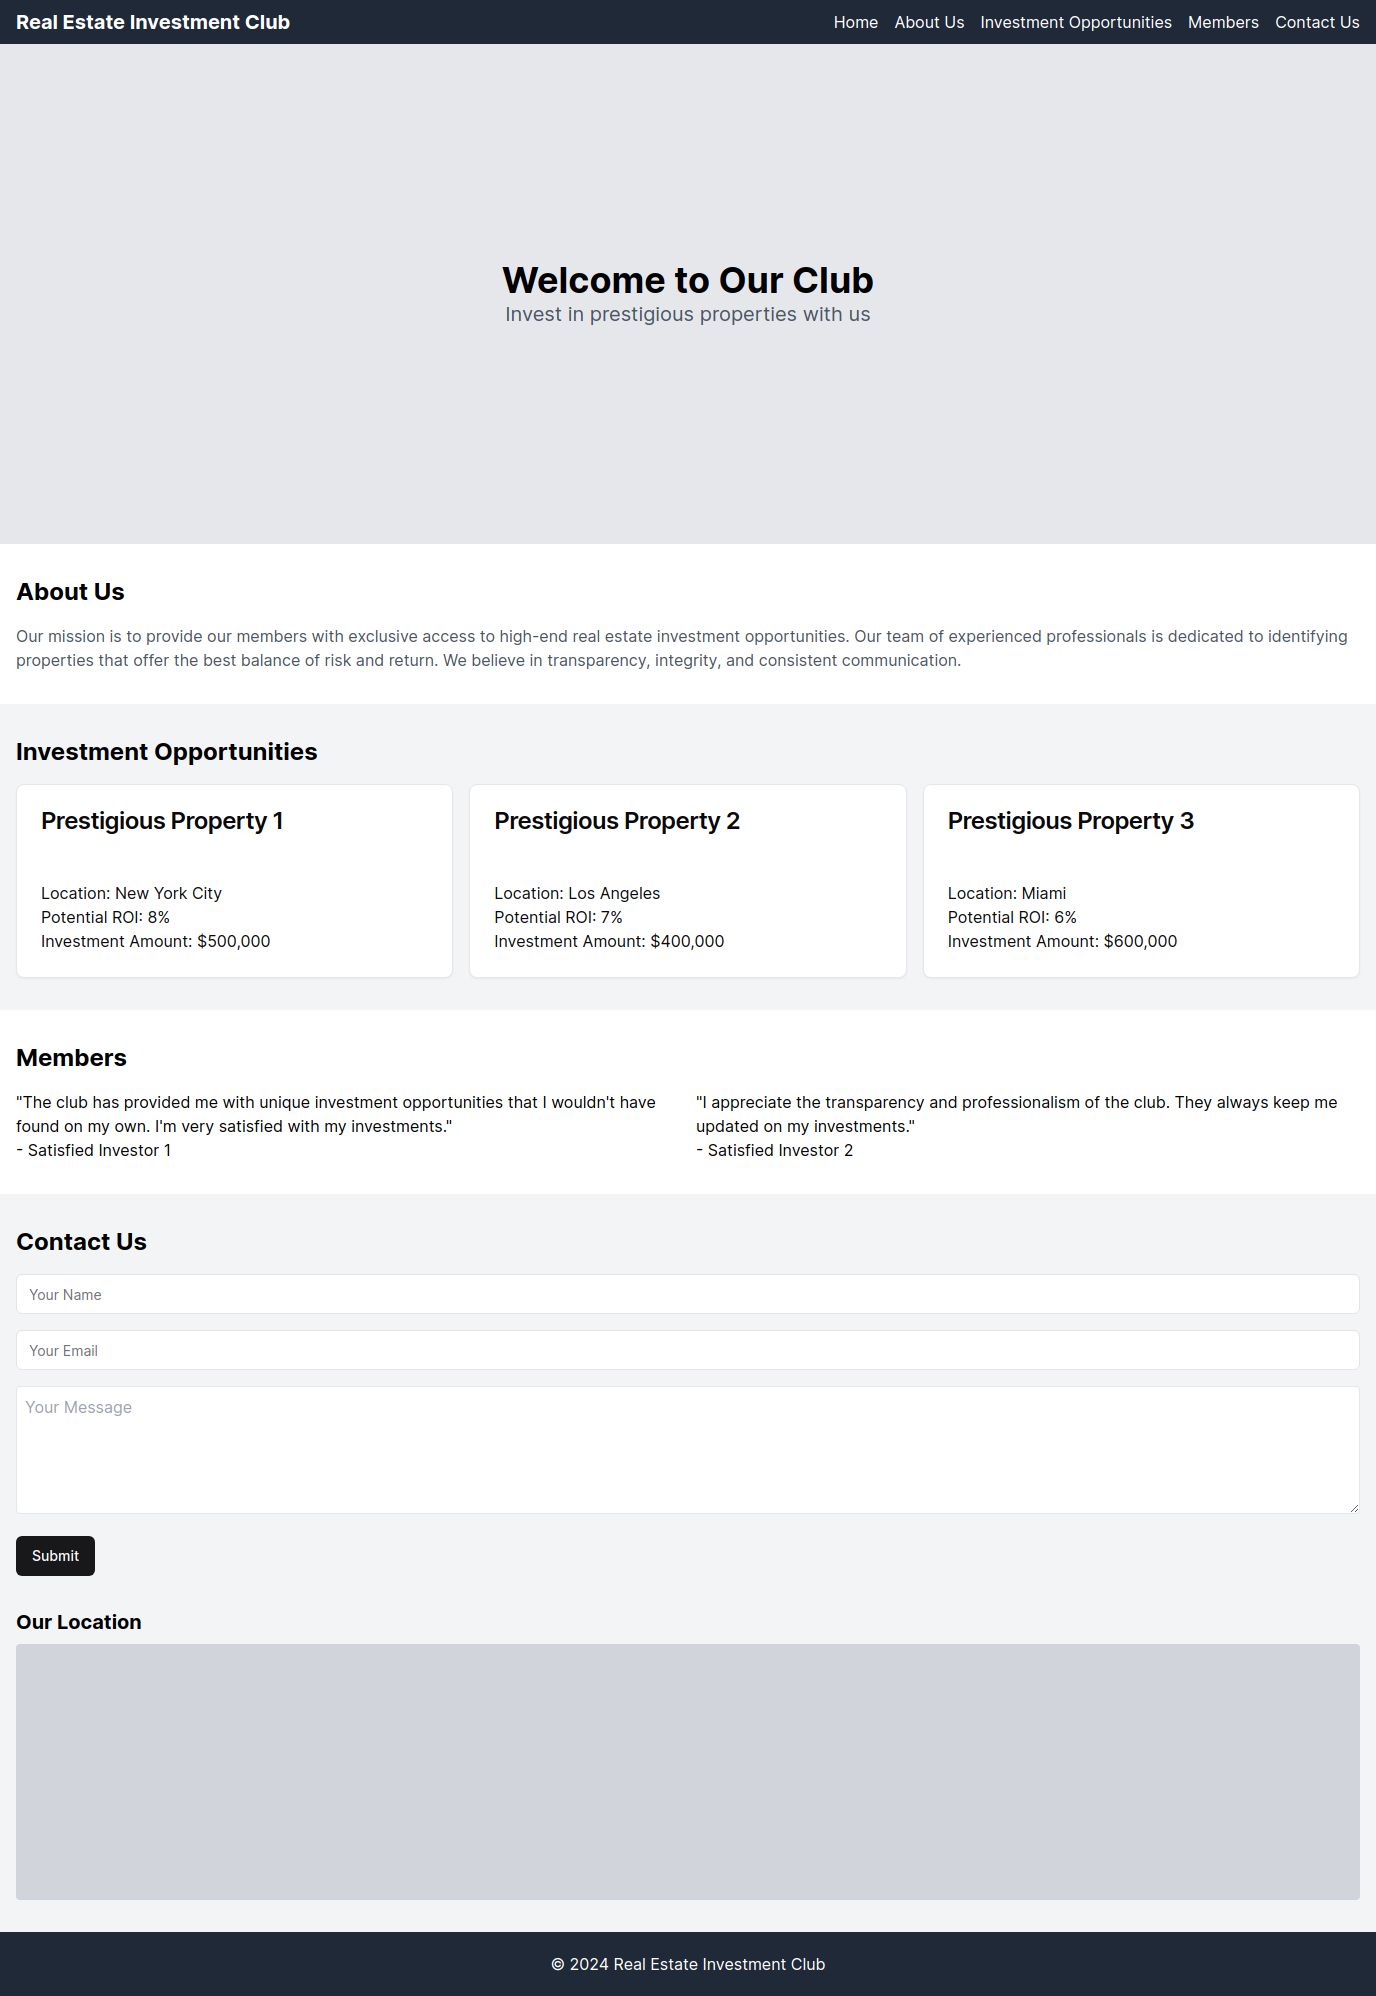 Real Estate Investment Club
Home About Us Investment Opportunities Members Contact Us
Welcome to Our Club
Invest in prestigious properties with us
About Us
Our mission is to provide our members with exclusive access to high-end real estate investment opportunities. Our team of experienced professionals is dedicated to identifying
properties that offer the best balance of risk and return. We believe in transparency, integrity, and consistent communication.
Investment Opportunities
Prestigious Property 1
Location: New York City
Potential ROI: 8%
Investment Amount: $500,000
Prestigious Property 2
Location: Los Angeles
Potential ROI: 7%
Investment Amount: $400,000
Prestigious Property 3
Location: Miami
Potential ROI: 6%
Investment Amount: $600,000
Members
"The club has provided me with unique investment opportunities that I wouldn't have
found on my own. I'm very satisfied with my investments."
- Satisfied Investor 1
"I appreciate the transparency and professionalism of the club. They always keep me
updated on my investments."
- Satisfied Investor 2
Contact Us
Your Name
Your Email
Your Message
Submit
Our Location
© 2024 Real Estate Investment Club